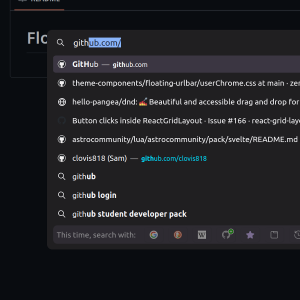 Flo
github.com/
GitHub — github.com
theme-components/floating-urlbar/userChrome.css at main · zen
hello-pangea/dnd: 🏓 Beautiful and accessible drag and drop for
Button clicks inside ReactGridLayout · Issue #166 · react-grid-layo
astrocommunity/lua/astrocommunity/pack/svelte/README.md
clovis818 (Sam) — github.com/clovis818
github
github login
github student developer pack
This time, search with: